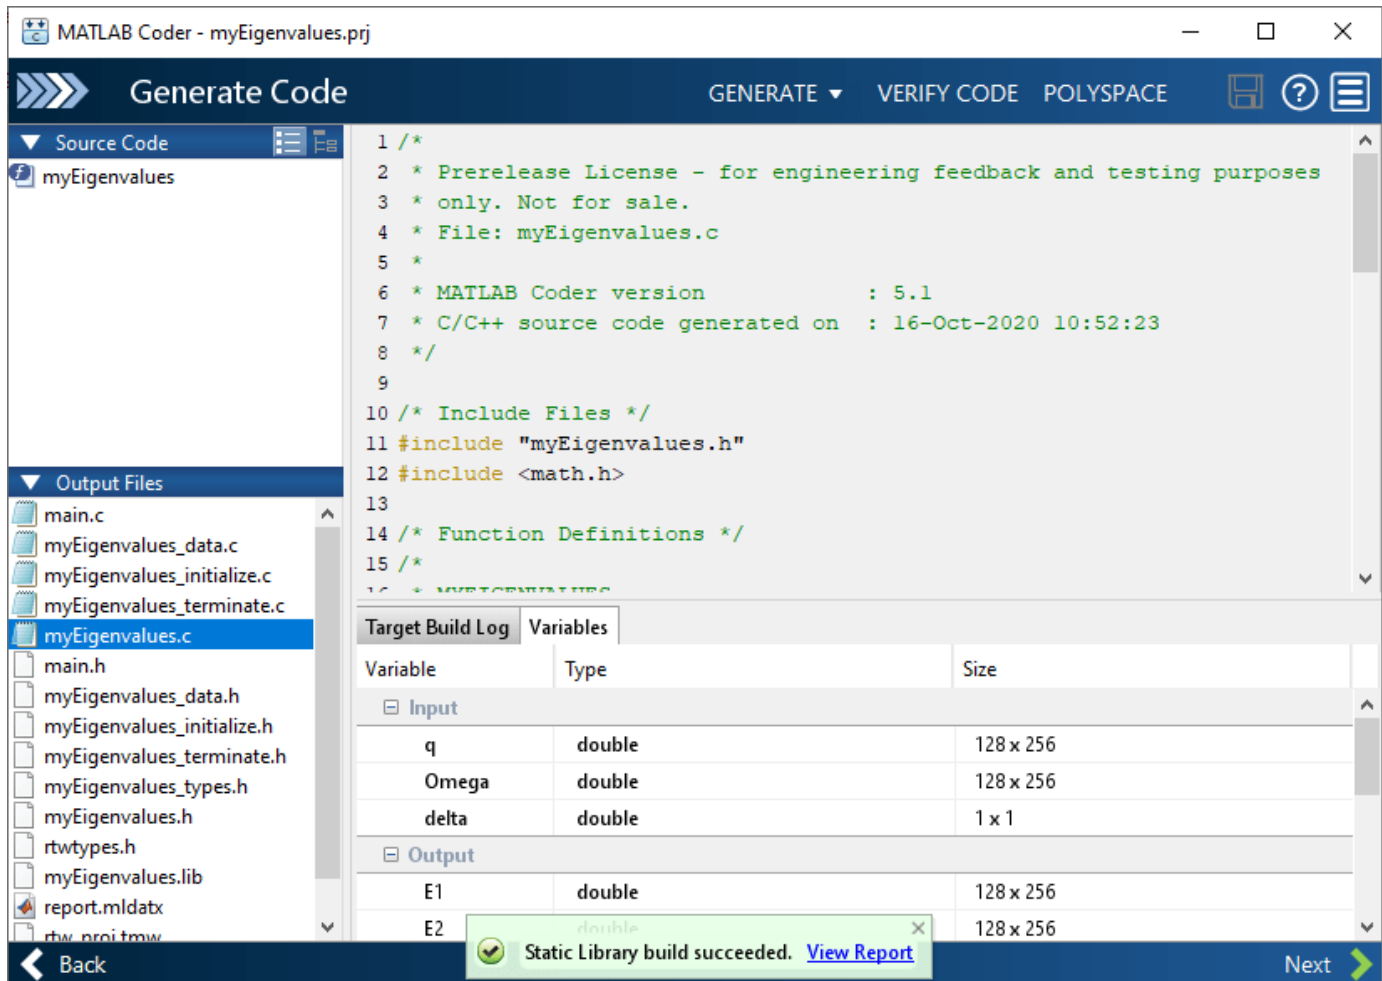 MATLAB Coder - myEigenvalues.prj
Generate Code GENERATE VERIFY CODE POLYSPACE ?
Source Code
myEigenvalues
Output Files
main.c
myEigenvalues_data.c
myEigenvalues_initialize.c
myEigenvalues_terminate.c
myEigenvalues.c
main.h
myEigenvalues_data.h
myEigenvalues_initialize.h
myEigenvalues_terminate.h
myEigenvalues_types.h
myEigenvalues.h
rtwtypes.h
myEigenvalues.lib
report.mldatx
rtw_proj.tmw
1 /*
2 * Prerelease License - for engineering feedback and testing purposes
3 * only. Not for sale.
4 * File: myEigenvalues.c
5 *
6 * MATLAB Coder version : 5.1
7 * C/C++ source code generated on : 16-Oct-2020 10:52:23
8 */
9
10 /* Include Files */
11 #include "myEigenvalues.h"
12 #include <math.h>
13
14 /* Function Definitions */
15 /*
16 * MYEIGENVALUES
Target Build Log Variables
Variable Type Size
Input
q double 128 x 256
Omega double 128 x 256
delta double 1 x 1
Output
E1 double 128 x 256
E2 double 128 x 256
Static Library build succeeded. View Report
Back Next